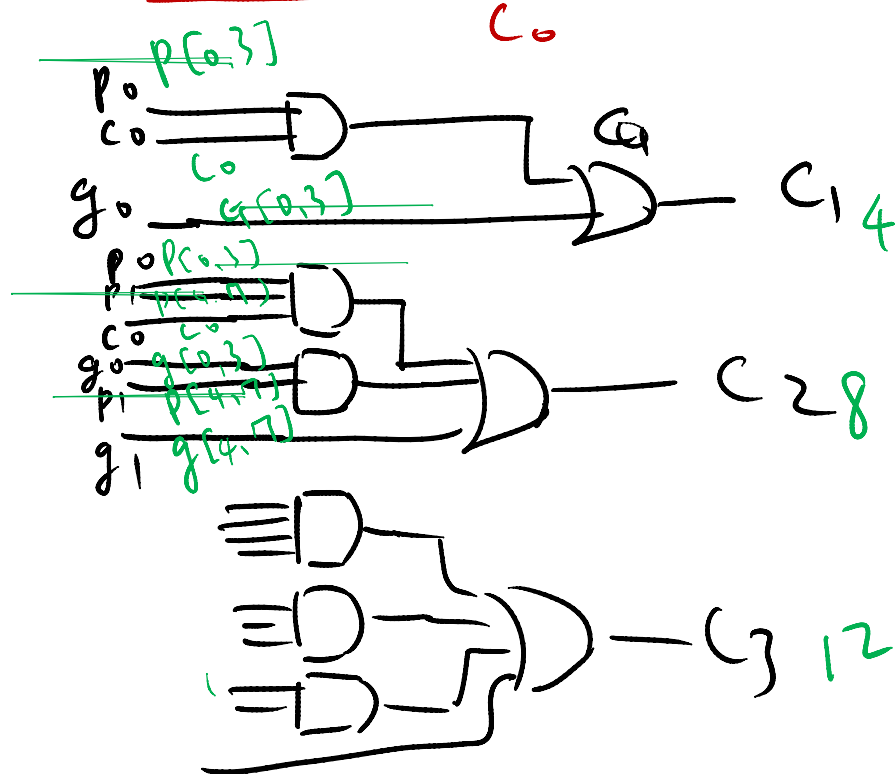 C₀
P[0,3]
P₀
C₀
C₀
g₀ G[0,3]
C₁ 4
P₀ P[0,3]
P₁ P[4,7]
C₀ C₀
g₀ g[0,3]
P₁ P[4,7]
g₁ g[4,7]
C₂ 8
C₃ 12